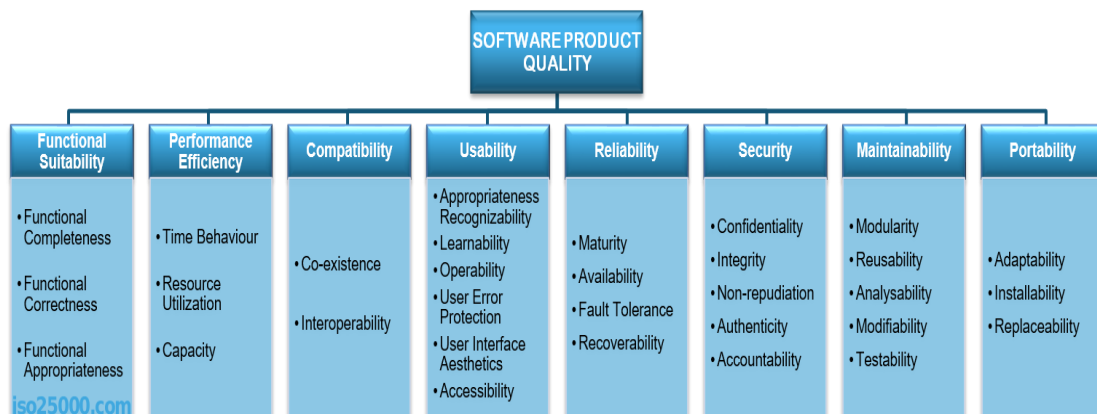 SOFTWARE PRODUCT
QUALITY
Functional
Suitability
• Functional
Completeness
• Functional
Correctness
• Functional
Appropriateness
Performance
Efficiency
• Time Behaviour
• Resource
Utilization
• Capacity
Compatibility
• Co-existence
• Interoperability
Usability
• Appropriateness
Recognizability
• Learnability
• Operability
• User Error
Protection
• User Interface
Aesthetics
• Accessibility
Reliability
• Maturity
• Availability
• Fault Tolerance
• Recoverability
Security
• Confidentiality
• Integrity
• Non-repudiation
• Authenticity
• Accountability
Maintainability
• Modularity
• Reusability
• Analysability
• Modifiability
• Testability
Portability
• Adaptability
• Installability
• Replaceability
iso25000.com